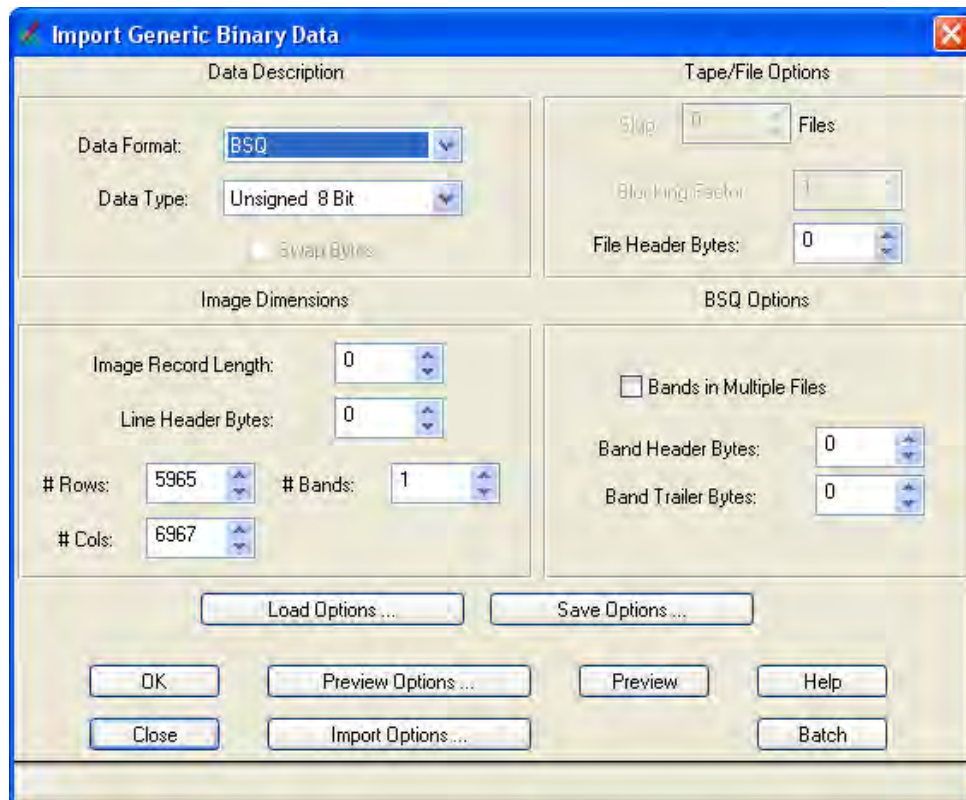 Import Generic Binary Data
Data Description
Tape/File Options
Skip: 0 Files
Data Format: BSQ
Data Type: Unsigned 8 Bit
Blocking Factor: 1
Swap Bytes
File Header Bytes: 0
Image Dimensions
BSQ Options
Image Record Length: 0
Bands in Multiple Files
Line Header Bytes: 0
Band Header Bytes: 0
# Rows: 5965 # Bands: 1
Band Trailer Bytes: 0
# Cols: 6967
Load Options ... Save Options ...
OK Preview Options ... Preview Help
Close Import Options ... Batch